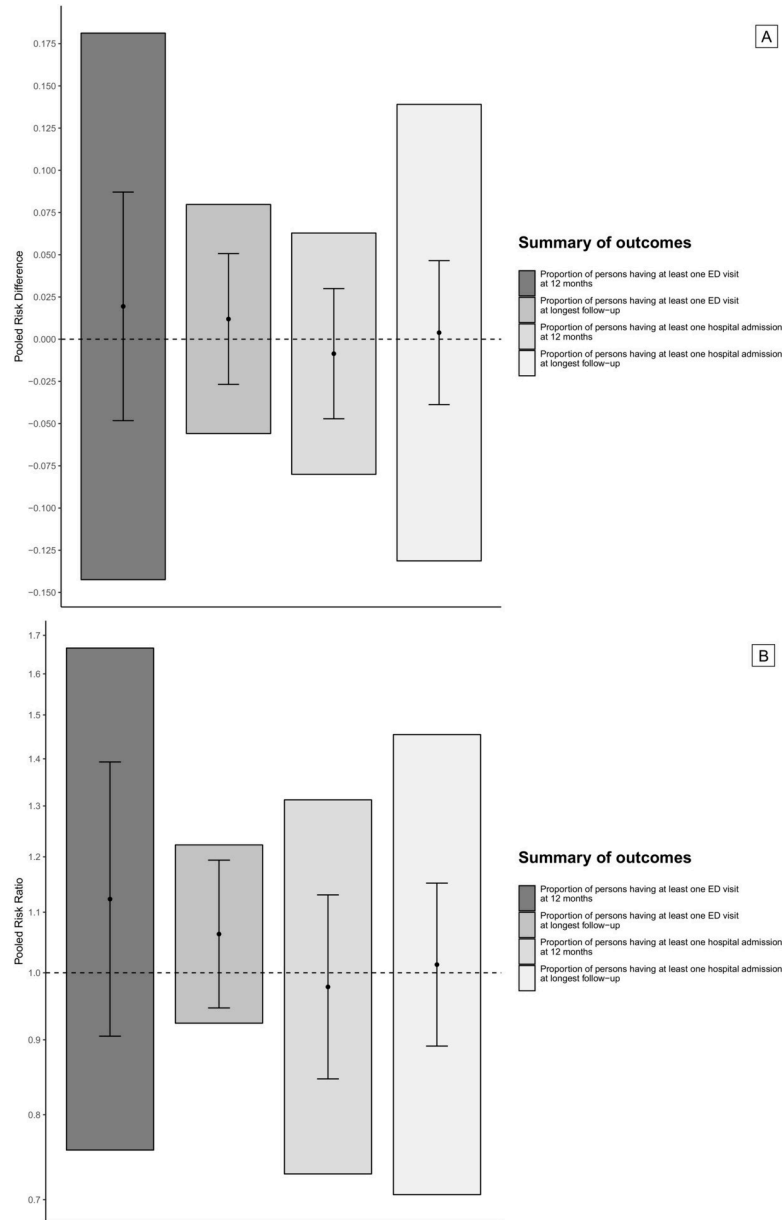 A
0.175
0.150
0.125
0.100
0.075
0.050
0.025
0.000
−0.025
−0.050
−0.075
−0.100
−0.125
−0.150
Pooled Risk Difference
Summary of outcomes
Proportion of persons having at least one ED visit
at 12 months
Proportion of persons having at least one ED visit
at longest follow−up
Proportion of persons having at least one hospital admission
at 12 months
Proportion of persons having at least one hospital admission
at longest follow−up
B
1.7
1.6
1.5
1.4
1.3
1.2
1.1
1.0
0.9
0.8
0.7
Pooled Risk Ratio
Summary of outcomes
Proportion of persons having at least one ED visit
at 12 months
Proportion of persons having at least one ED visit
at longest follow−up
Proportion of persons having at least one hospital admission
at 12 months
Proportion of persons having at least one hospital admission
at longest follow−up